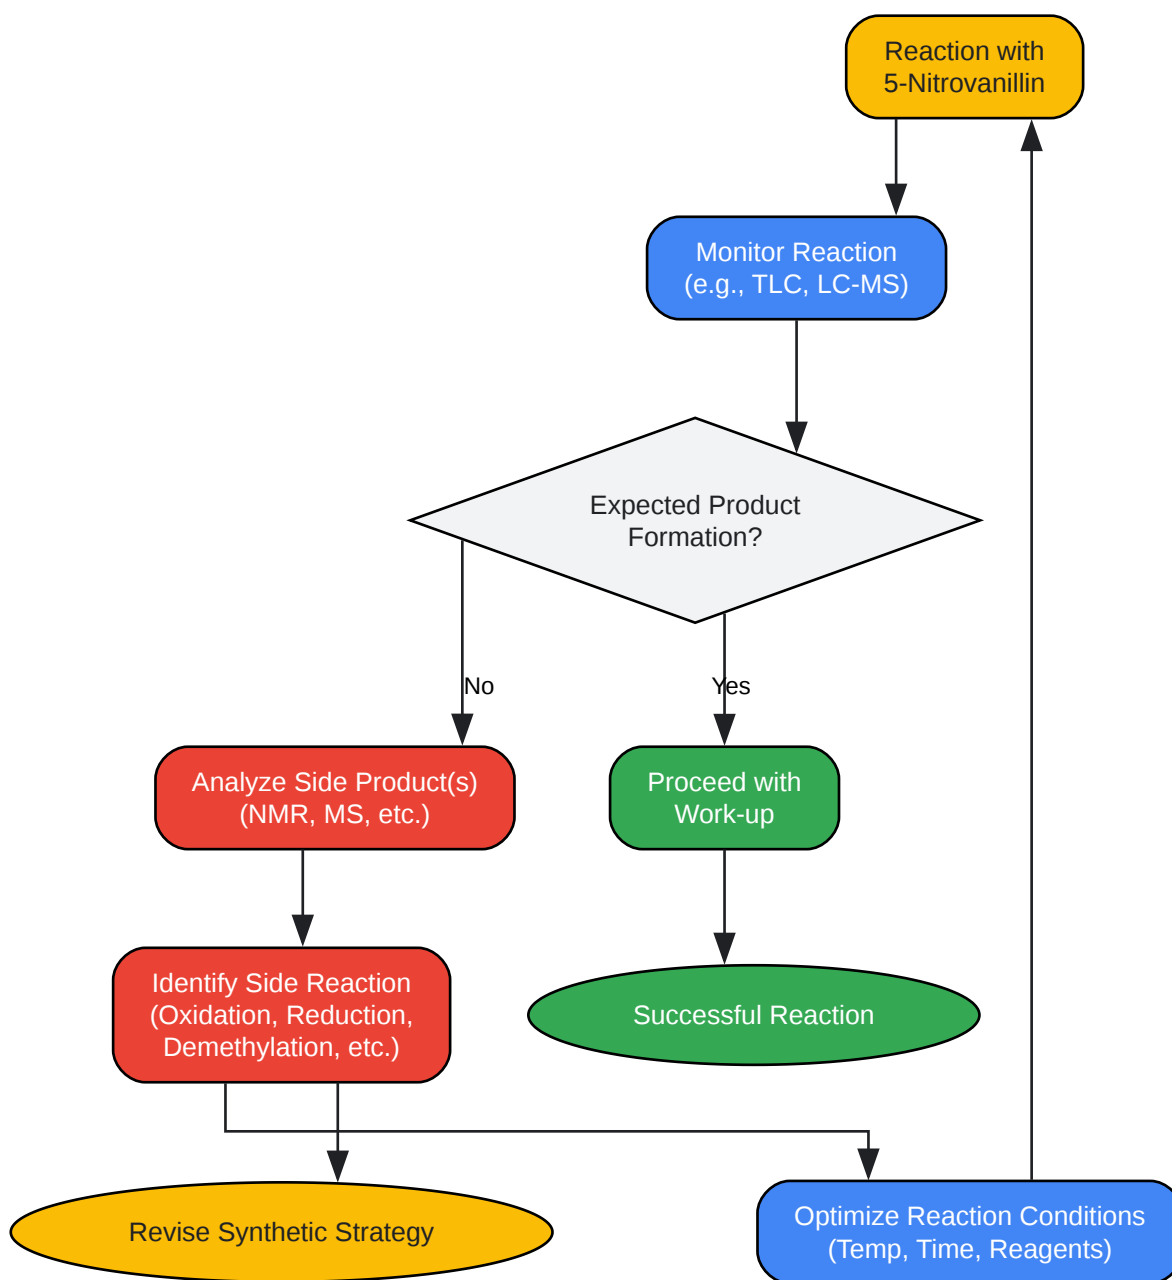 Reaction with
5-Nitrovanillin
Monitor Reaction
(e.g., TLC, LC-MS)
Expected Product
Formation?
No
Yes
Analyze Side Product(s)
(NMR, MS, etc.)
Proceed with
Work-up
Identify Side Reaction
(Oxidation, Reduction,
Demethylation, etc.)
Successful Reaction
Revise Synthetic Strategy
Optimize Reaction Conditions
(Temp, Time, Reagents)